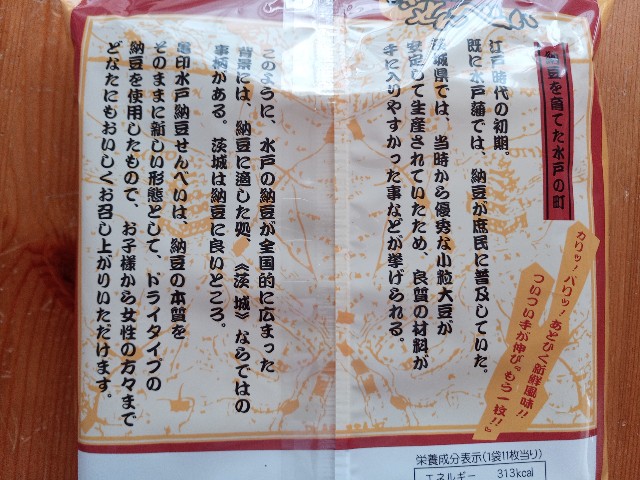 納豆を育てた水戸の町
江戸時代の初期。
既に水戸藩では、納豆が庶民に普及していた。
茨城県では、当時から優秀な小粒大豆が
安定して生産されていたため、良質の材料が
手に入りやすかった事などが挙げられる。
このように、水戸の納豆が全国的に広まった
背景には、納豆に適した処、《茨城》ならではの
事柄がある。茨城は納豆に良いところ。
亀印水戸納豆せんべいは、納豆の本質を
そのままに新しい形態として、ドライタイプの
納豆を使用したもので、お子様から女性の方々まで
どなたにもおいしくお召し上がりいただけます。
カリッ!パリッ!あとひく新鮮風味!!
ついつい手が伸び『もう一枚!!』
栄養成分表示(1袋11枚当り)
エネルギー 313kcal